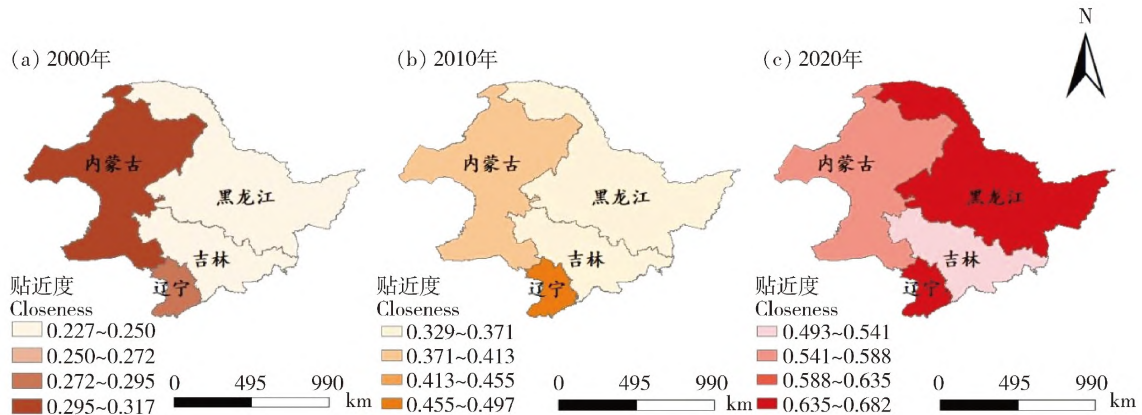 N
(a) 2000年
(b) 2010年
(c) 2020年
内蒙古
黑龙江
吉林
辽宁
贴近度
Closeness
0.227~0.250
0.250~0.272
0.272~0.295
0.295~0.317
0 495 990
km
内蒙古
黑龙江
吉林
辽宁
贴近度
Closeness
0.329~0.371
0.371~0.413
0.413~0.455
0.455~0.497
0 495 990
km
内蒙古
黑龙江
吉林
辽宁
贴近度
Closeness
0.493~0.541
0.541~0.588
0.588~0.635
0.635~0.682
0 495 990
km